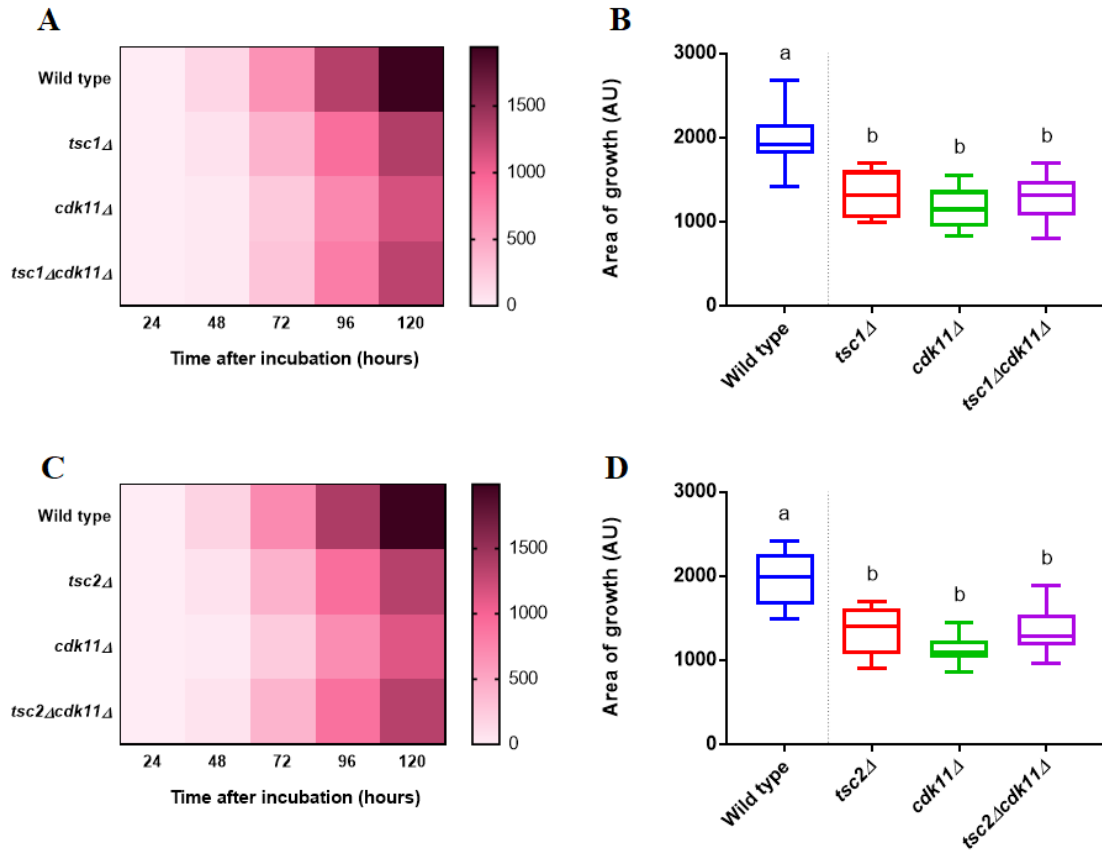 A
Wild type
tsc1Δ
cdk11Δ
tsc1Δcdk11Δ
24 48 72 96 120
Time after incubation (hours)
1500
1000
500
0
B
Area of growth (AU)
3000
2000
1000
0
a
b b b
Wild type
tsc1Δ
cdk11Δ
tsc1Δcdk11Δ
C
Wild type
tsc2Δ
cdk11Δ
tsc2Δcdk11Δ
24 48 72 96 120
Time after incubation (hours)
1500
1000
500
0
D
Area of growth (AU)
3000
2000
1000
0
a
b b b
Wild type
tsc2Δ
cdk11Δ
tsc2Δcdk11Δ